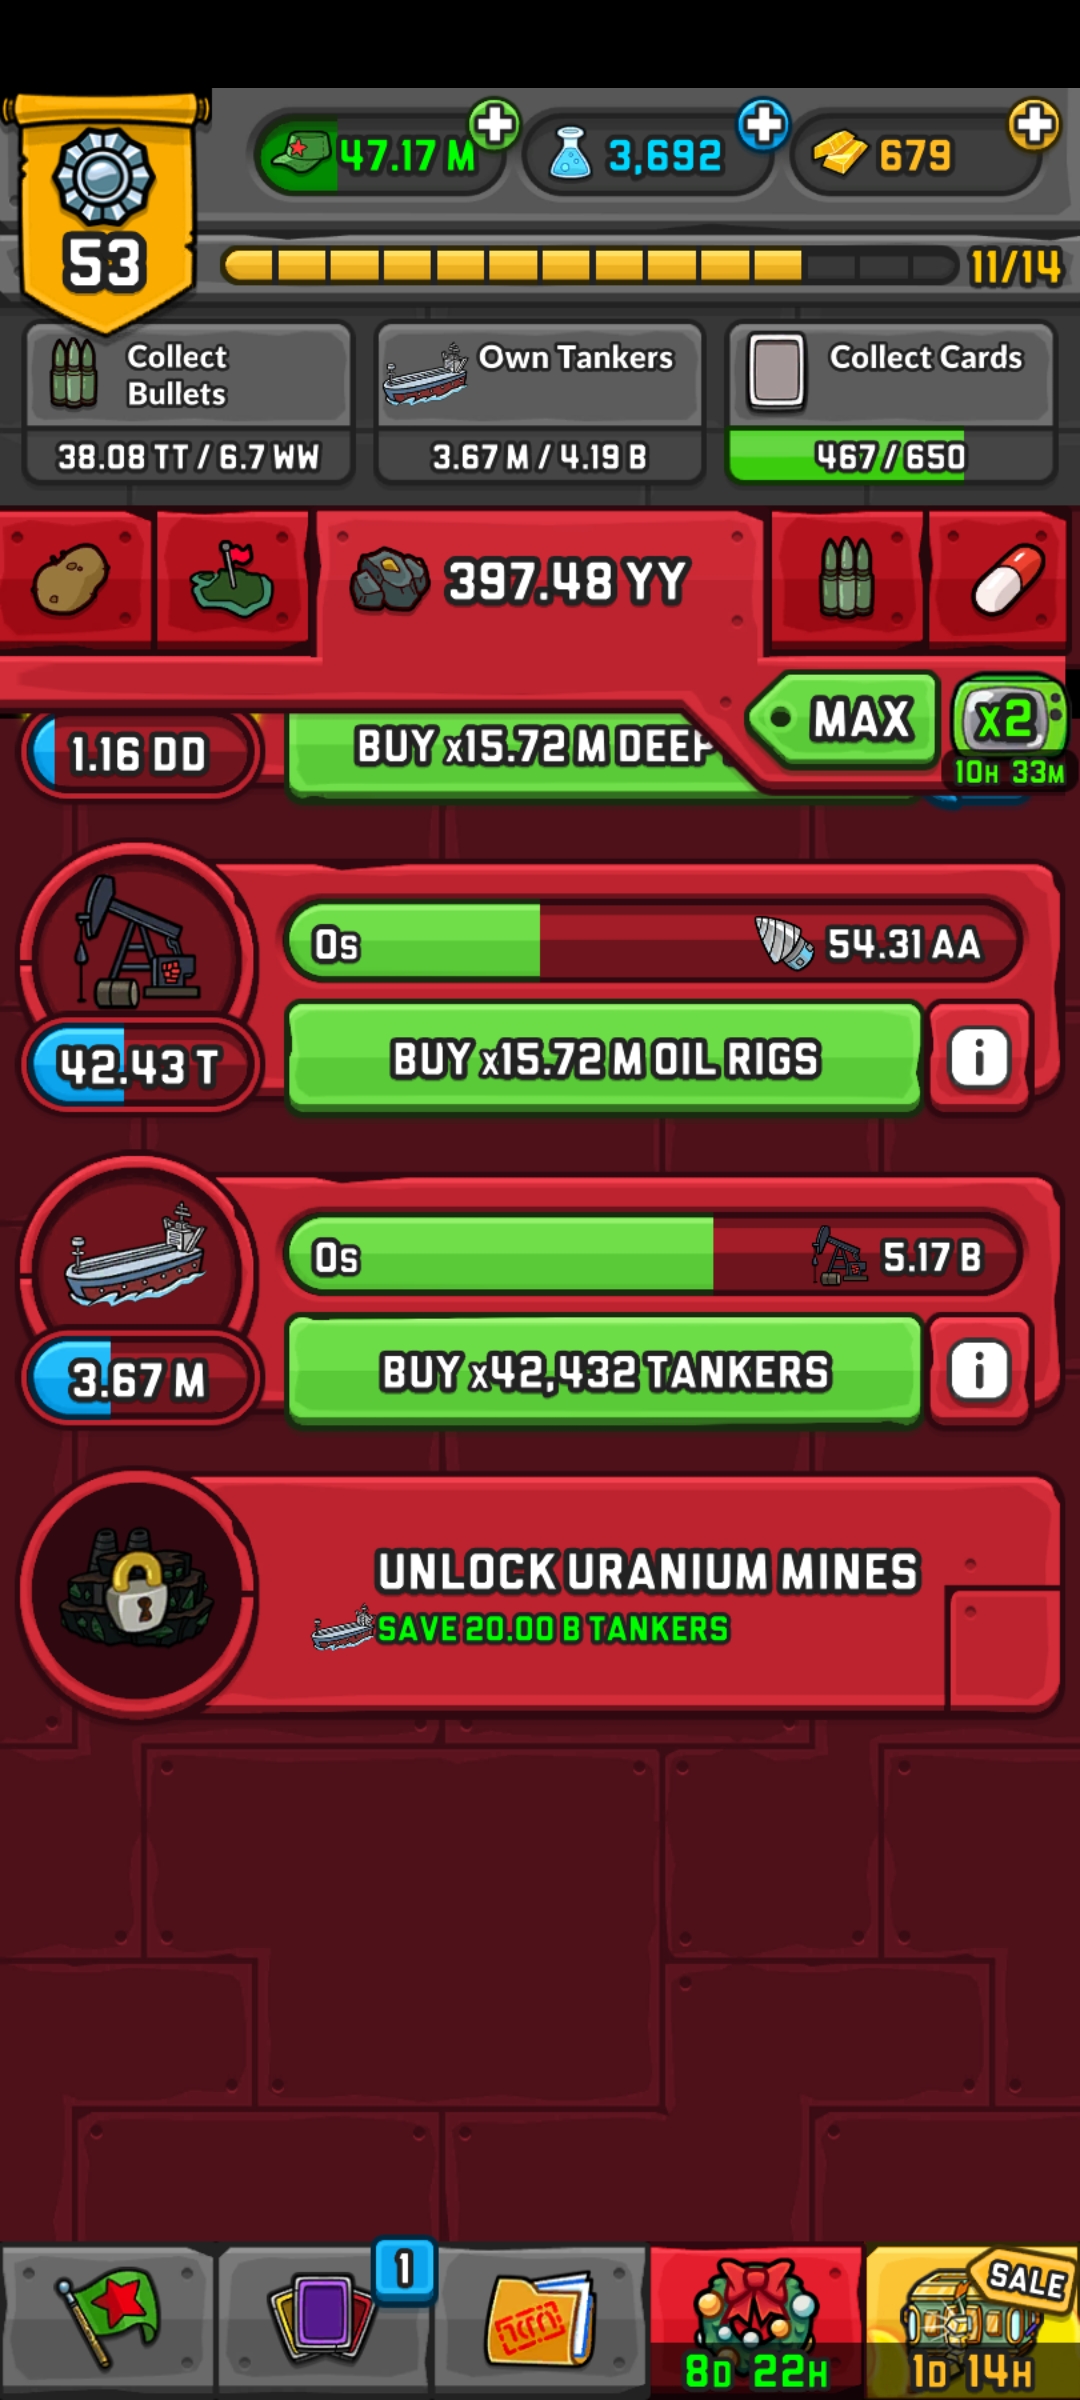 47.17 M
3,692
679
53
11/14
Collect
Bullets
Own Tankers
Collect Cards
38.08 TT / 6.7 WW
3.67 M / 4.19 B
467 / 650
397.48 YY
MAX
x2
10H 33M
1.16 DD
BUY x15.72 M DEEP
0s
54.31 AA
42.43 T
BUY x15.72 M OIL RIGS
i
0s
5.17 B
3.67 M
BUY x42,432 TANKERS
i
UNLOCK URANIUM MINES
SAVE 20.00 B TANKERS
1
SALE
8D 22H
1D 14H